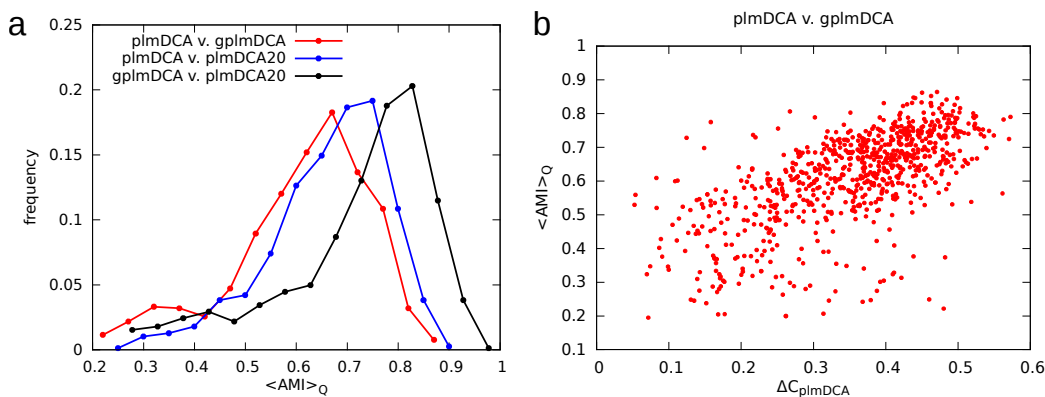 a
frequency
0.25
0.2
0.15
0.1
0.05
0
plmDCA v. gplmDCA
plmDCA v. plmDCA20
gplmDCA v. plmDCA20
0.2 0.3 0.4 0.5 0.6 0.7 0.8 0.9 1
<AMI>Q
b
plmDCA v. gplmDCA
<AMI>Q
1
0.9
0.8
0.7
0.6
0.5
0.4
0.3
0.2
0.1
0 0.1 0.2 0.3 0.4 0.5 0.6
ΔCplmDCA